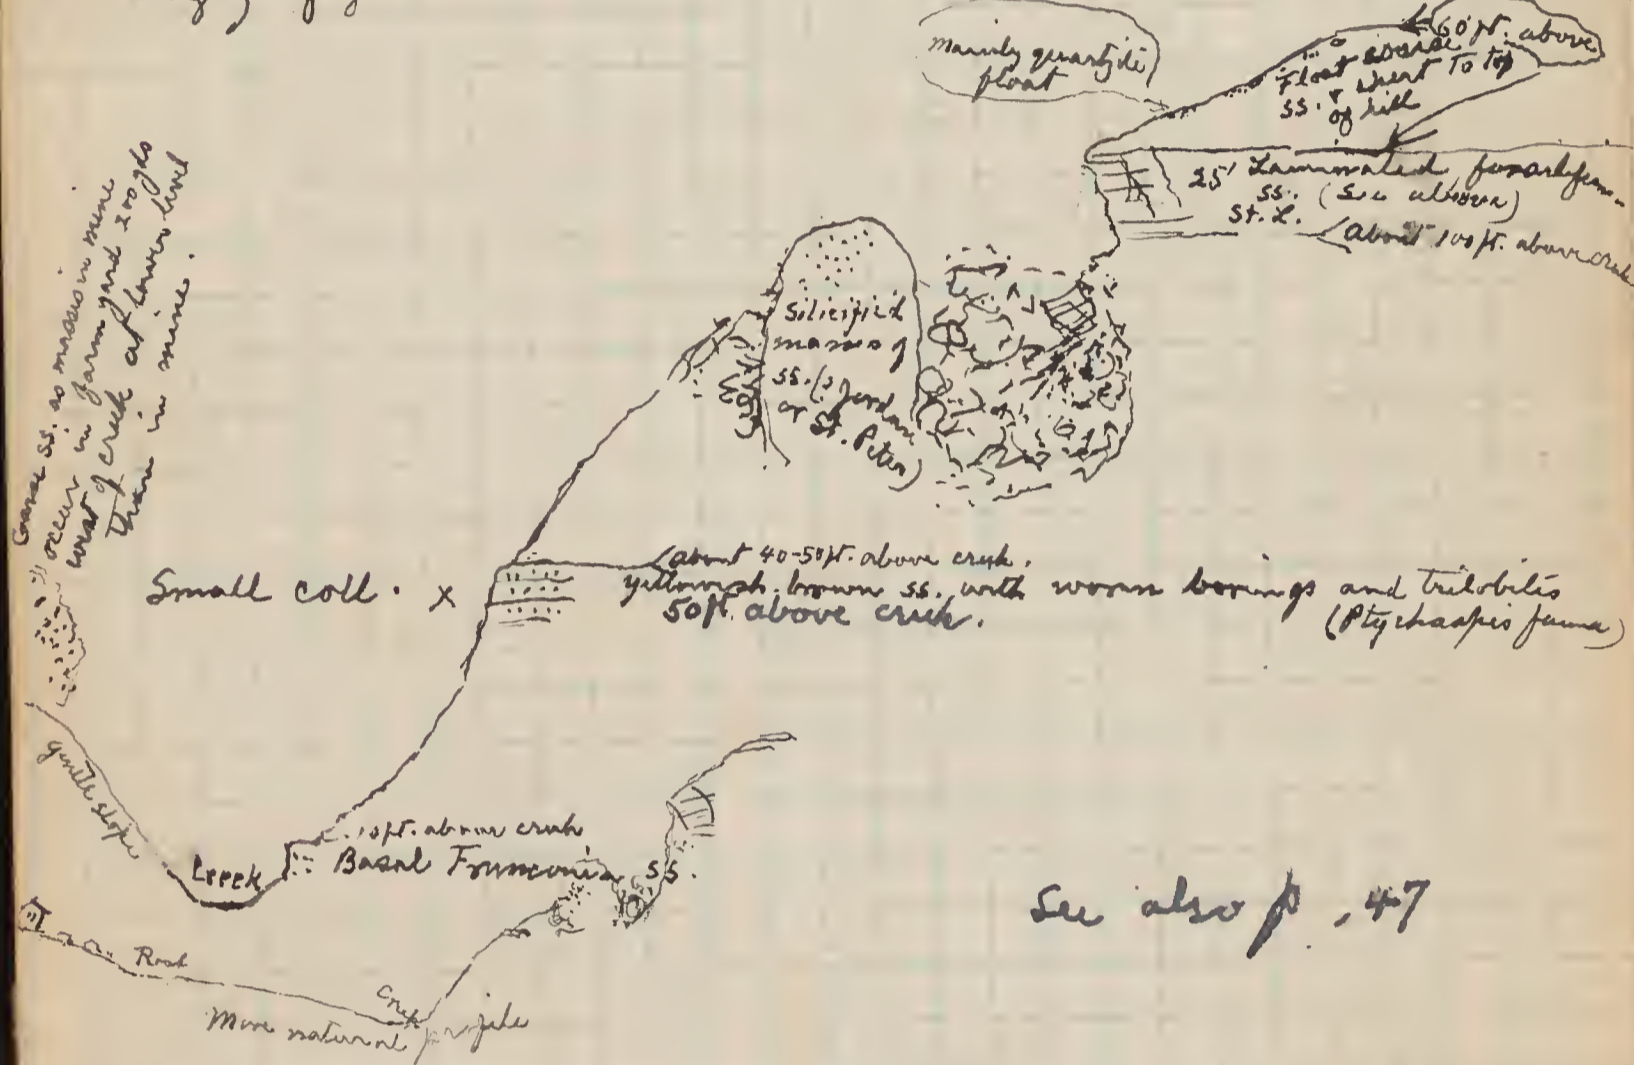 mainly quartzite
float
60 ft. above
Float coarse
ss. & chert to top
of hill
25' Laminated fossilifer..
ss. (See above)
St. L.
About 100 ft. above creek
Coarse ss. as masses in mine
occur in farm yard 200 yds
west of creek at lower level
than in mine.
Silicified
masses of
ss. (? Jordan
or St. Peter)
about 40-50 ft. above creek.
Small coll. x
yellowish-brown ss. with worm borings and trilobites
50 ft. above creek.
(Ptychaspis fauna)
gentle slope
10 ft. above creek
Creek
Basal Franconia ss.
See also p. 47
Road
Creek
More natural profile